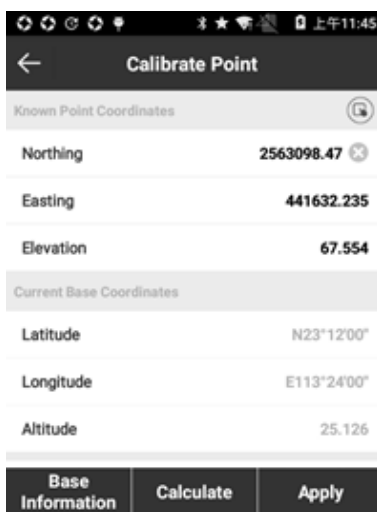 上午11:45
Calibrate Point
Known Point Coordinates
Northing 2563098.47
Easting 441632.235
Elevation 67.554
Current Base Coordinates
Latitude N23°12'00"
Longitude E113°24'00"
Altitude 25.126
Base
Information Calculate Apply